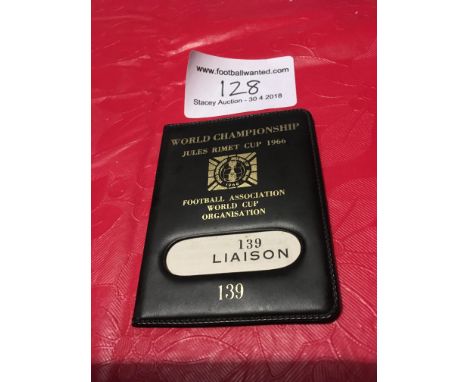 www.footballwanted.com
128
Stacey Auction - 30.4.2018
WORLD CHAMPIONSHIP
JULES RIMET CUP 1966
1966
FOOTBALL ASSOCIATION
WORLD CUP
ORGANISATION
139
LIAISON
139